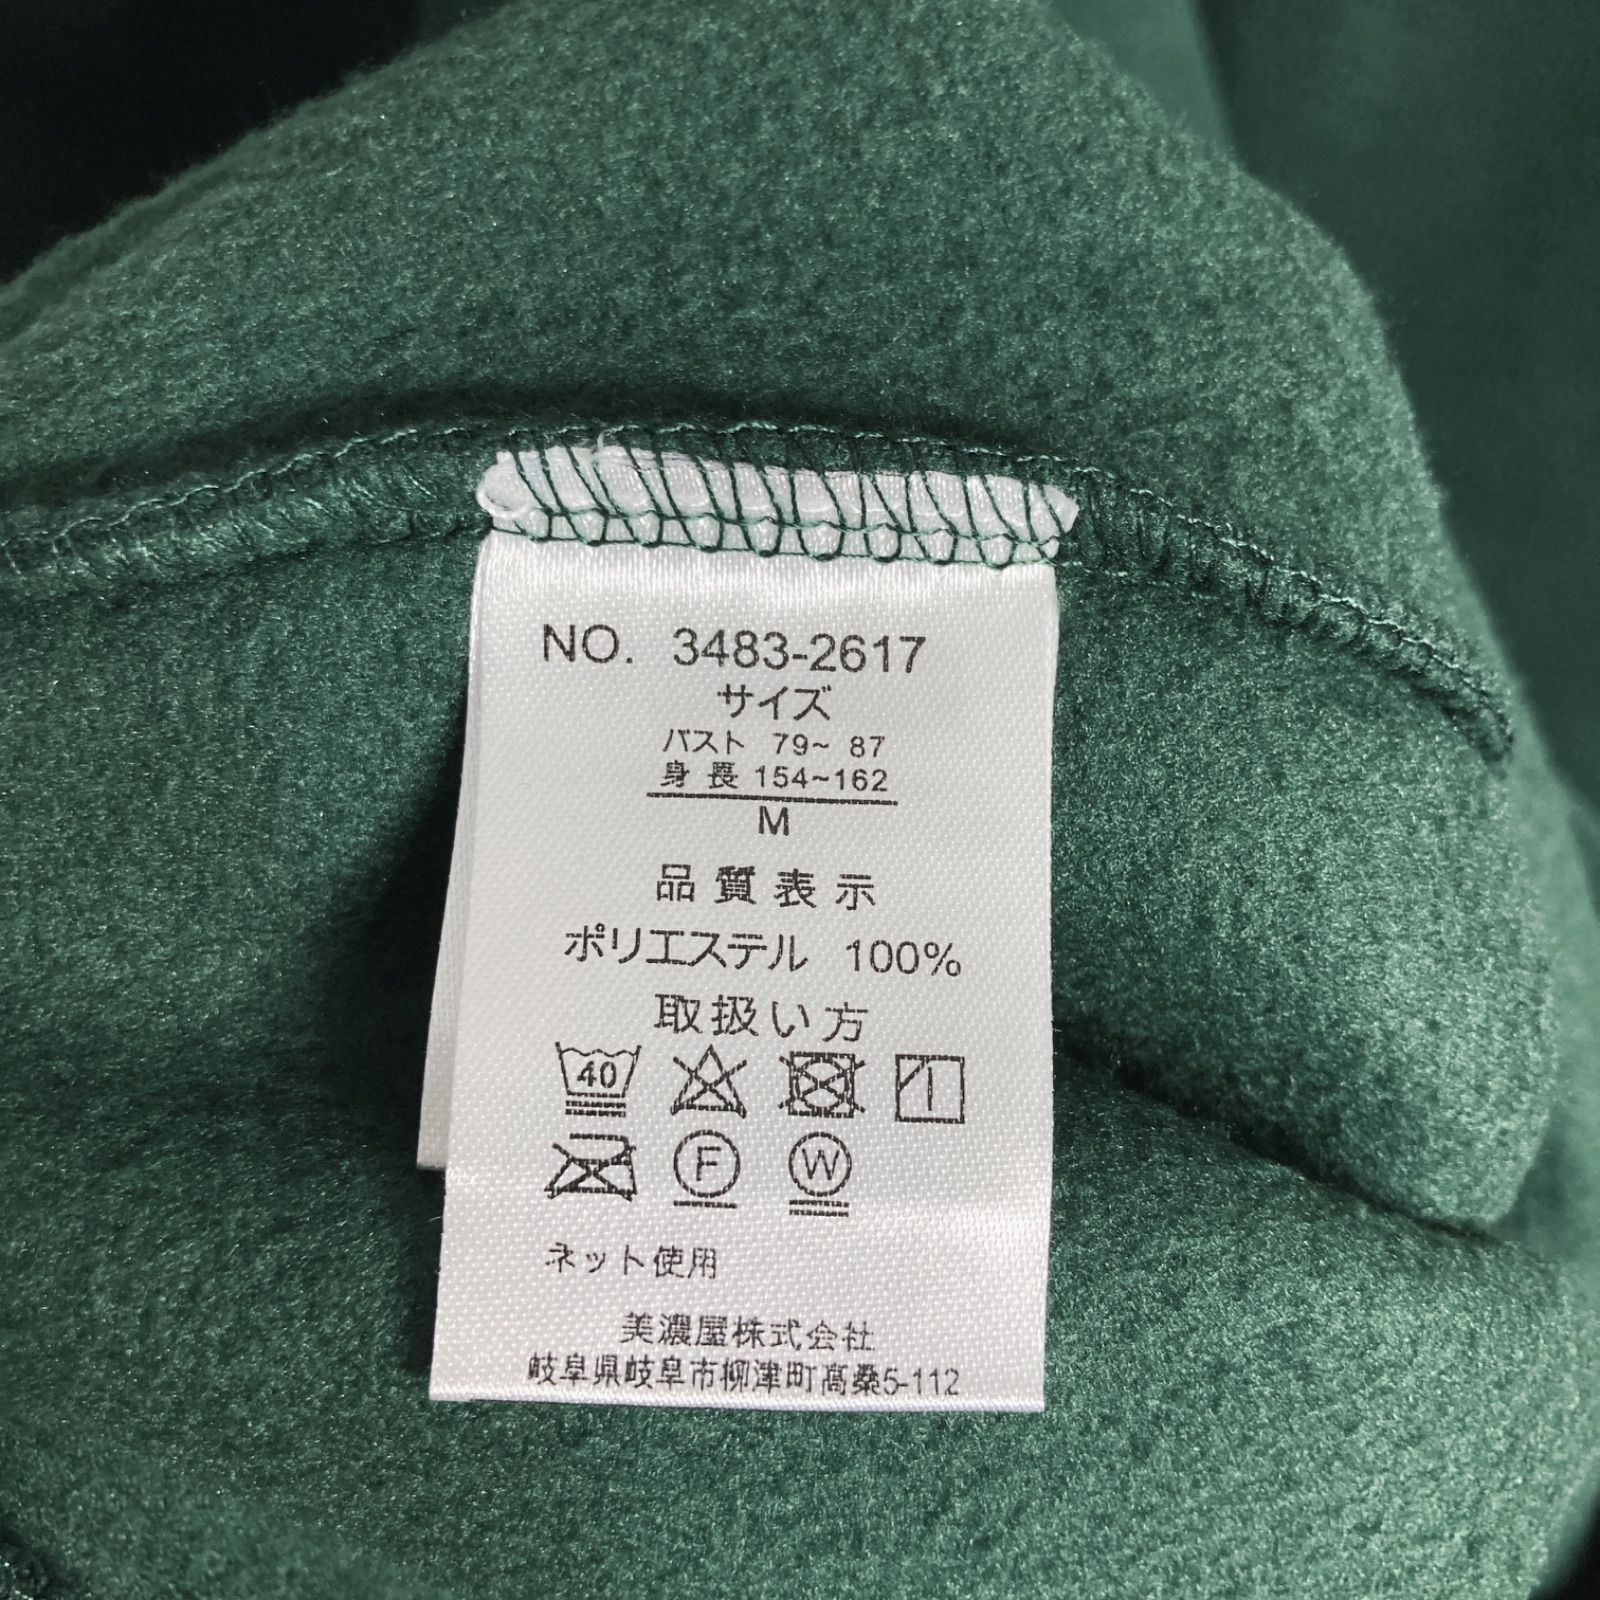 NO. 3483-2617
サイズ
バスト 79~ 87
身長 154~162
M
品質表示
ポリエステル 100%
取扱い方
40
F W
ネット使用
美濃屋株式会社
岐阜県岐阜市柳津町高桑5-112